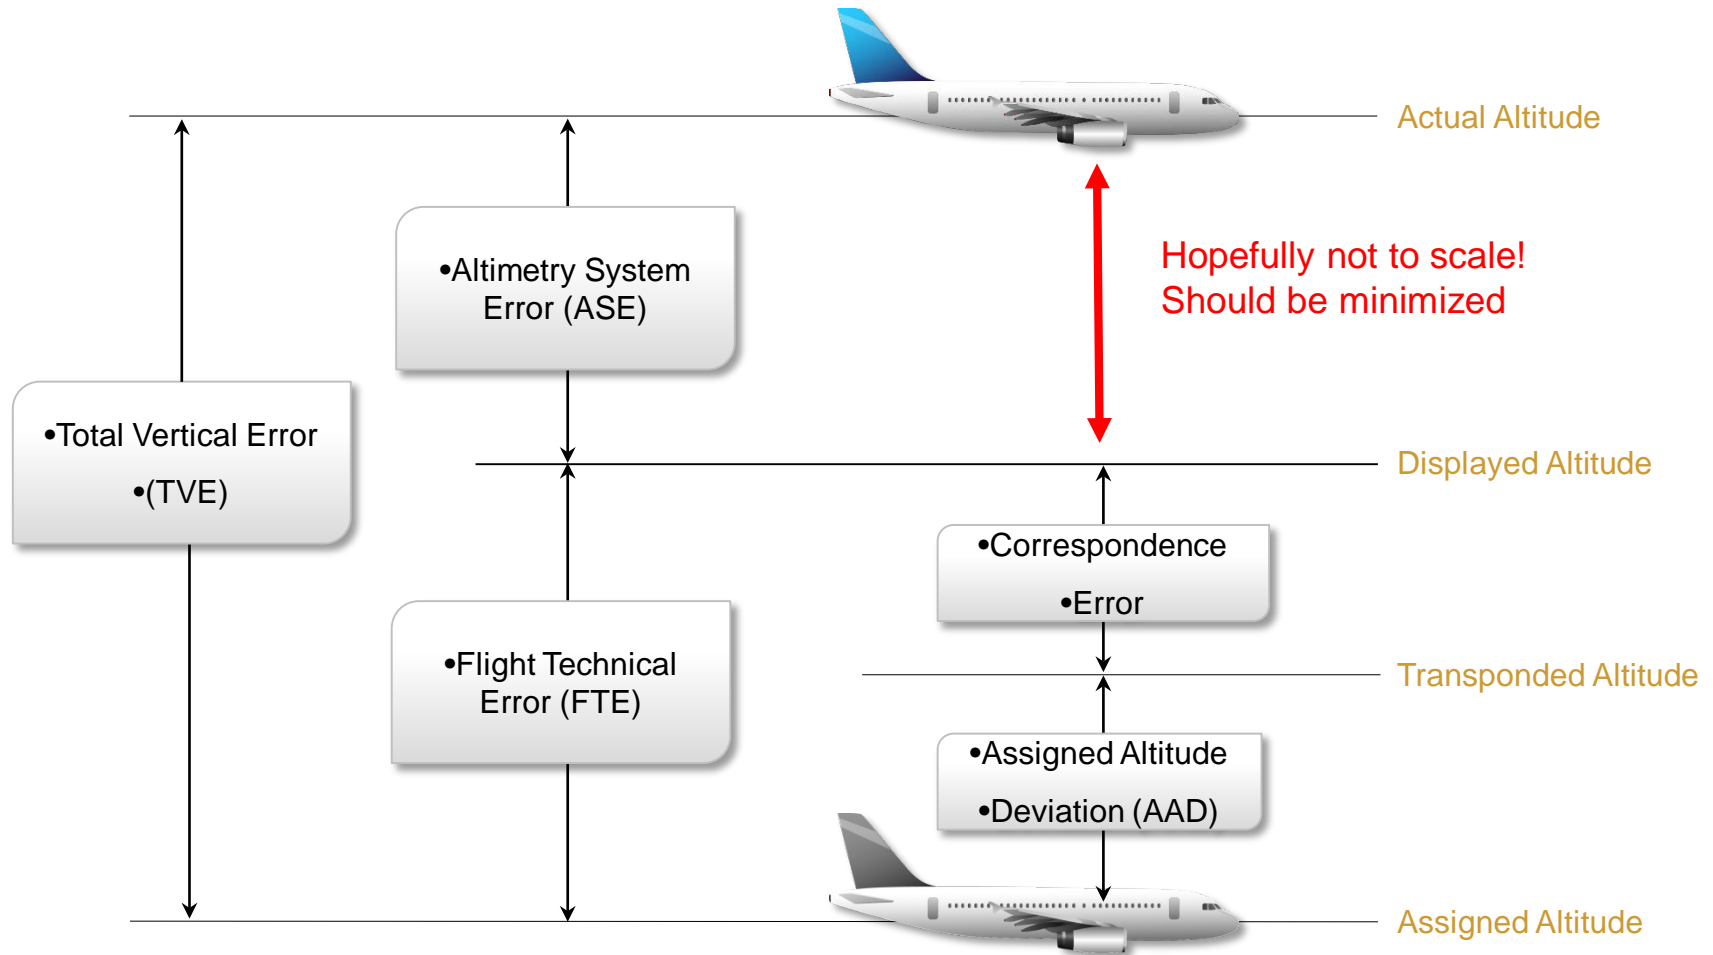 Actual Altitude
•Altimetry System
Error (ASE)
Hopefully not to scale!
Should be minimized
•Total Vertical Error
•(TVE)
Displayed Altitude
•Correspondence
•Error
•Flight Technical
Error (FTE)
Transponded Altitude
•Assigned Altitude
•Deviation (AAD)
Assigned Altitude